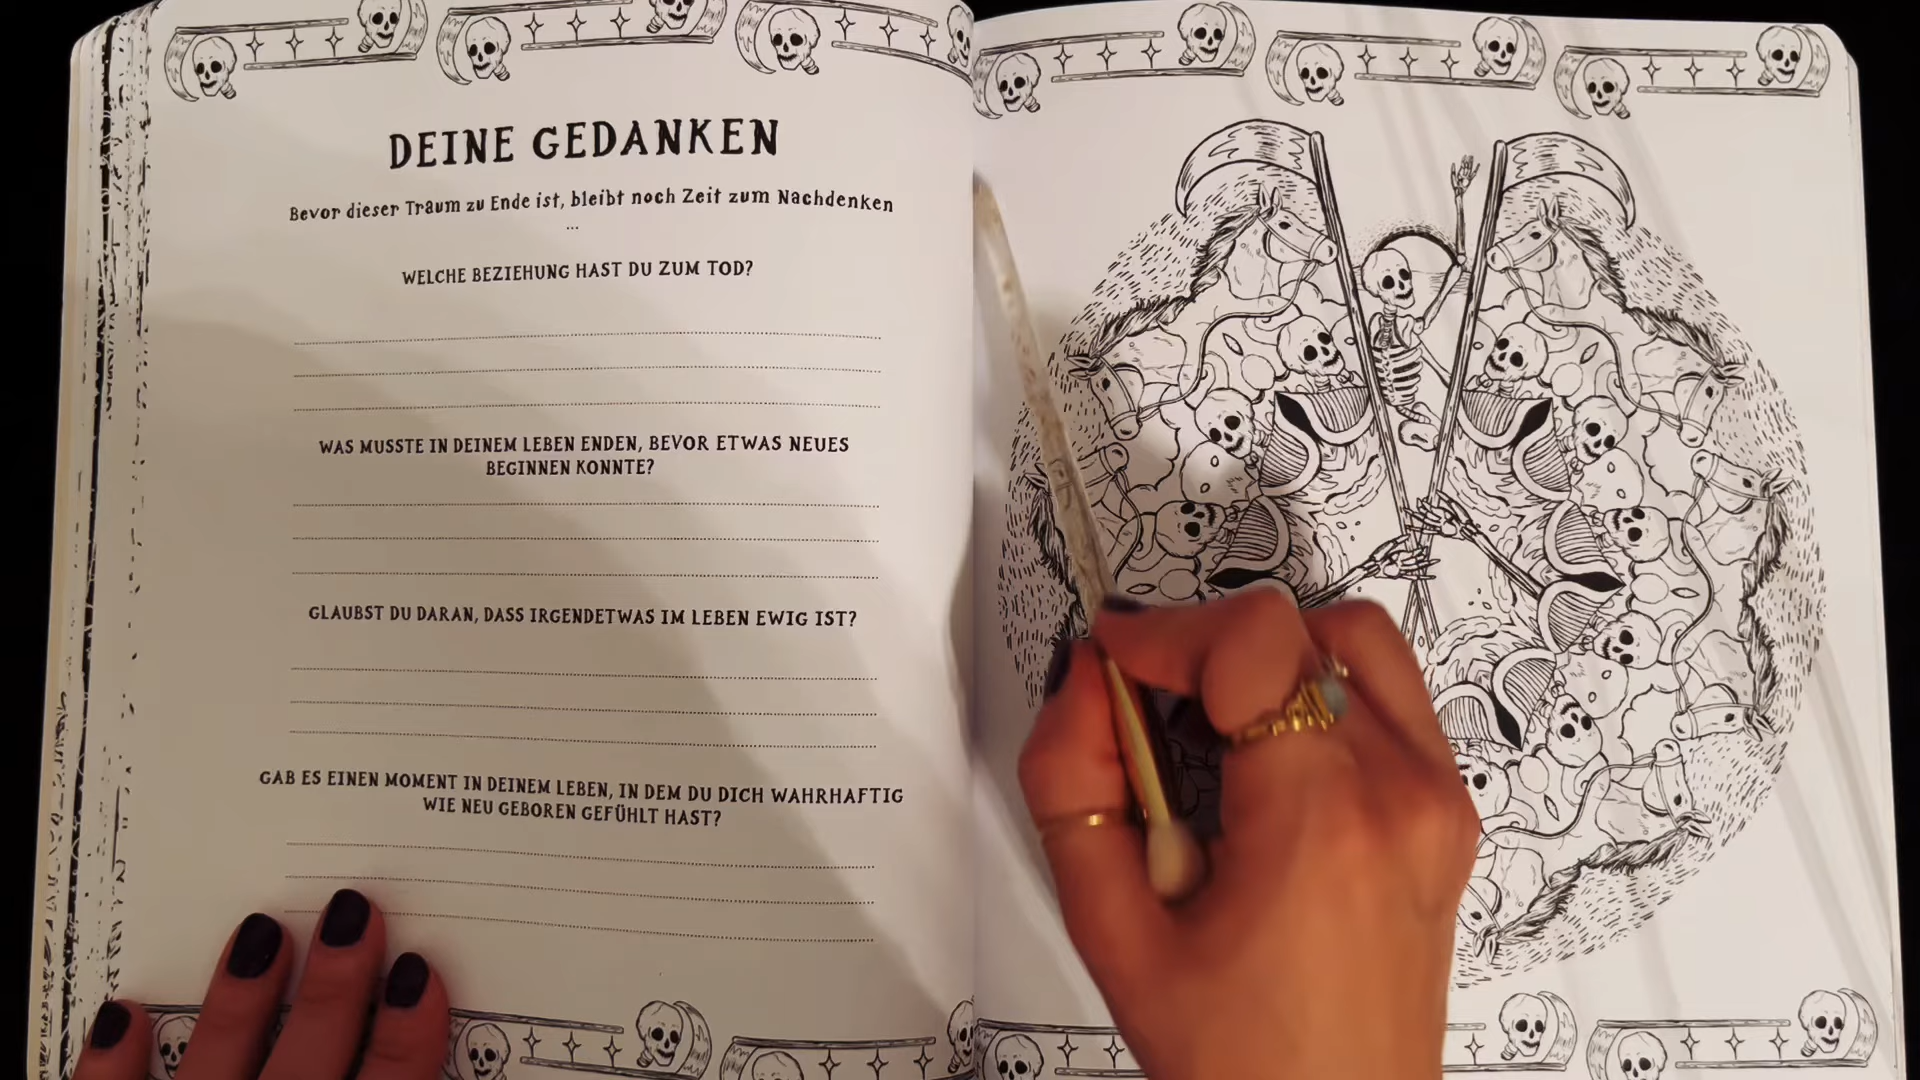 DEINE GEDANKEN
Bevor dieser Traum zu Ende ist, bleibt noch Zeit zum Nachdenken
...
WELCHE BEZIEHUNG HAST DU ZUM TOD?
WAS MUSSTE IN DEINEM LEBEN ENDEN, BEVOR ETWAS NEUES
BEGINNEN KONNTE?
GLAUBST DU DARAN, DASS IRGENDETWAS IM LEBEN EWIG IST?
GAB ES EINEN MOMENT IN DEINEM LEBEN, IN DEM DU DICH WAHRHAFTIG
WIE NEU GEBOREN GEFÜHLT HAST?